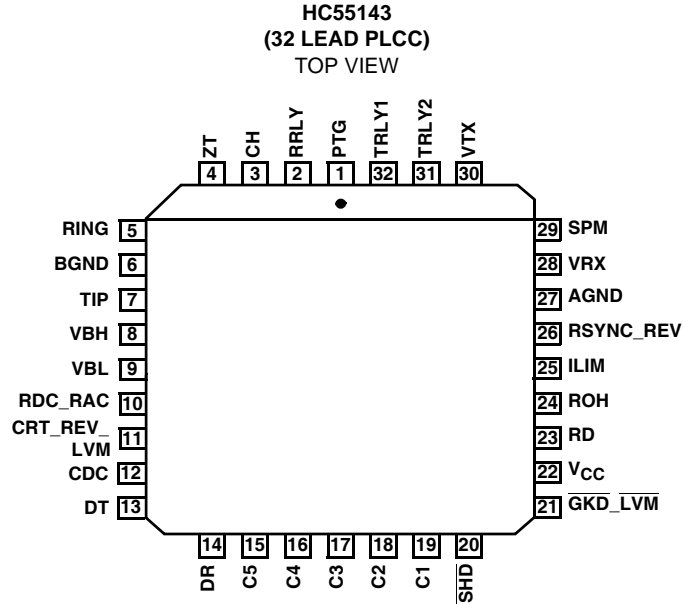 HC55143
(32 LEAD PLCC)
TOP VIEW
ZT
CH
RRLY
PTG
TRLY1
TRLY2
VTX
4 3 2 1 32 31 30
RING 5
BGND 6
TIP 7
VBH 8
VBL 9
RDC_RAC 10
CRT_REV_
LVM 11
CDC 12
DT 13
29 SPM
28 VRX
27 AGND
26 RSYNC_REV
25 ILIM
24 ROH
23 RD
22 VCC
21 GKD_LVM
14 15 16 17 18 19 20
DR
C5
C4
C3
C2
C1
SHD